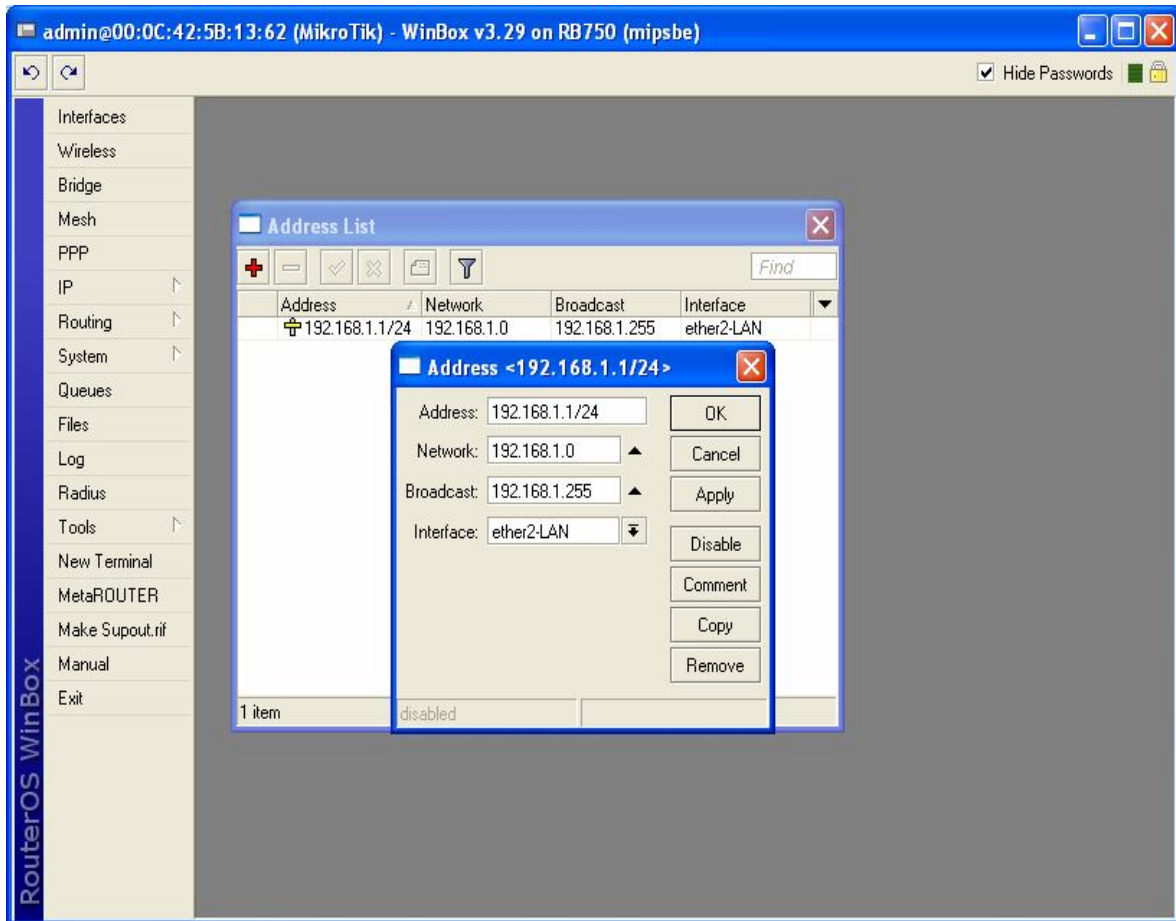 admin@00:0C:42:5B:13:62 (MikroTik) - WinBox v3.29 on RB750 (mipsbe)
Hide Passwords
Interfaces
Wireless
Bridge
Mesh
PPP
IP
Routing
System
Queues
Files
Log
Radius
Tools
New Terminal
MetaROUTER
Make Supout.rif
Manual
Exit
RouterOS WinBox
Address List
Find
Address Network Broadcast Interface
192.168.1.1/24 192.168.1.0 192.168.1.255 ether2-LAN
1 item
Address <192.168.1.1/24>
Address: 192.168.1.1/24
Network: 192.168.1.0
Broadcast: 192.168.1.255
Interface: ether2-LAN
OK
Cancel
Apply
Disable
Comment
Copy
Remove
disabled